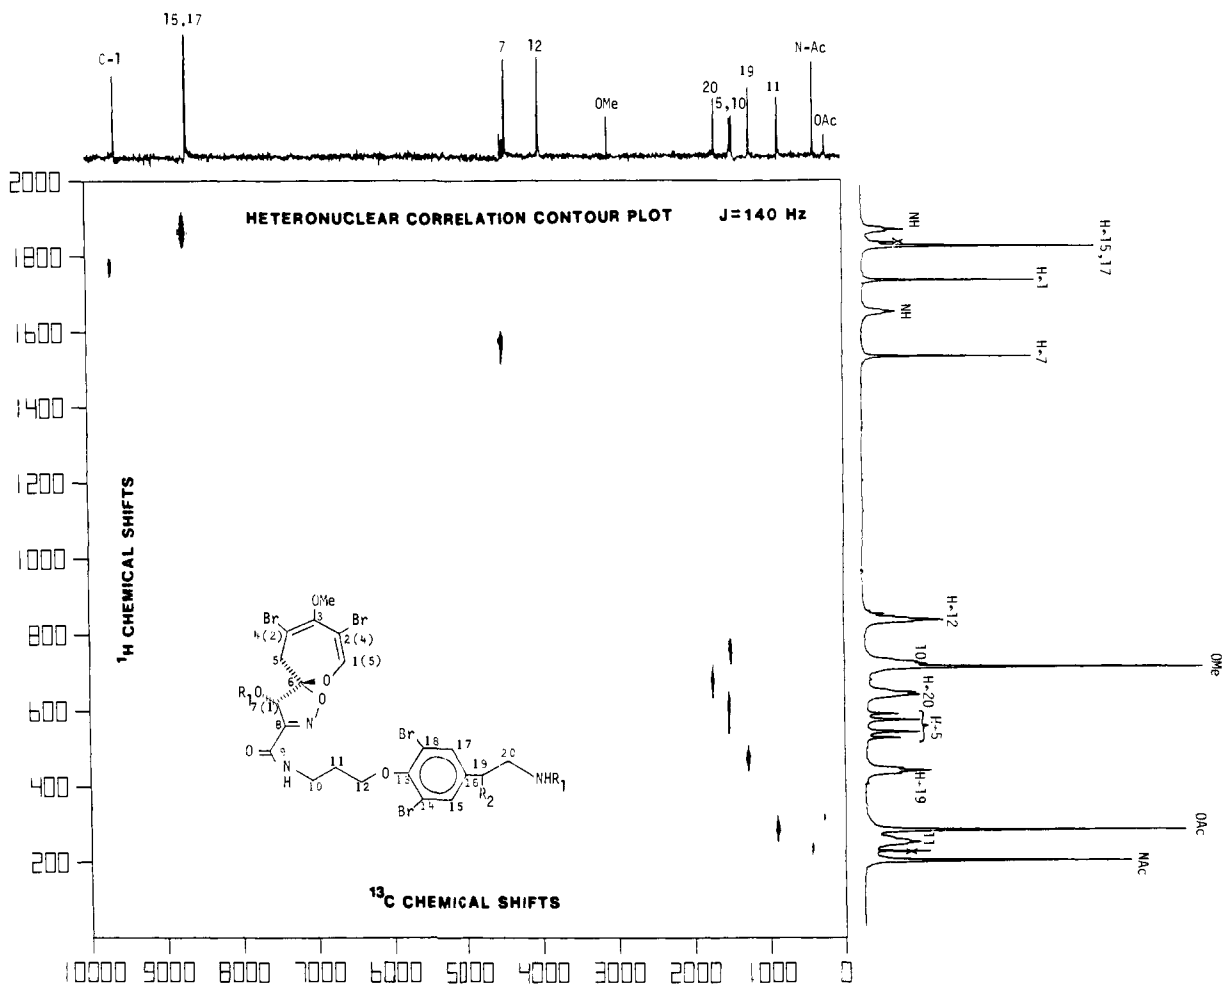 15,17
C-1
7
12
N-Ac
OMe
20
5,10
19
11
OAc
2000
1800
1600
1400
1200
1000
800
600
400
200
HETERONUCLEAR CORRELATION CONTOUR PLOT J=140 Hz
¹H CHEMICAL SHIFTS
¹³C CHEMICAL SHIFTS
OMe
Br
3
Br
4(2)
2(4)
5
1(5)
6
O
R₁O
O
7(1)
8
N
O
9
N
H
10
11
12
O
13
Br
18
17
Br
14
15
16
19
R₂
20
NHR₁
10000 9000 8000 7000 6000 5000 4000 3000 2000 1000 0
NH
X
H-15,17
H-1
NH
H-7
H-12
10
OMe
H-20
H-5
H-19
OAc
11
X
NAc